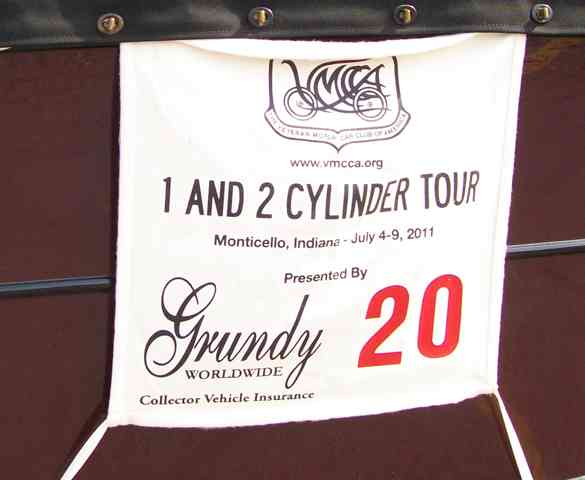 VMCCA
THE VETERAN MOTOR CAR CLUB OF AMERICA
www.vmcca.org
1 AND 2 CYLINDER TOUR
Monticello, Indiana - July 4-9, 2011
Presented By
20
Grundy
WORLDWIDE
Collector Vehicle Insurance